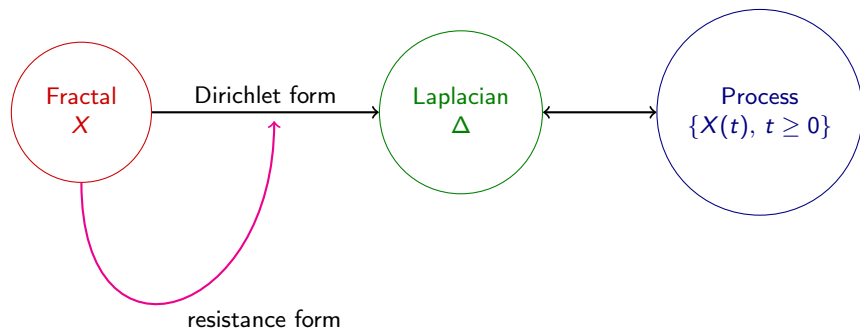 Fractal
X
Dirichlet form
Laplacian
Δ
Process
{X(t), t ≥ 0}
resistance form